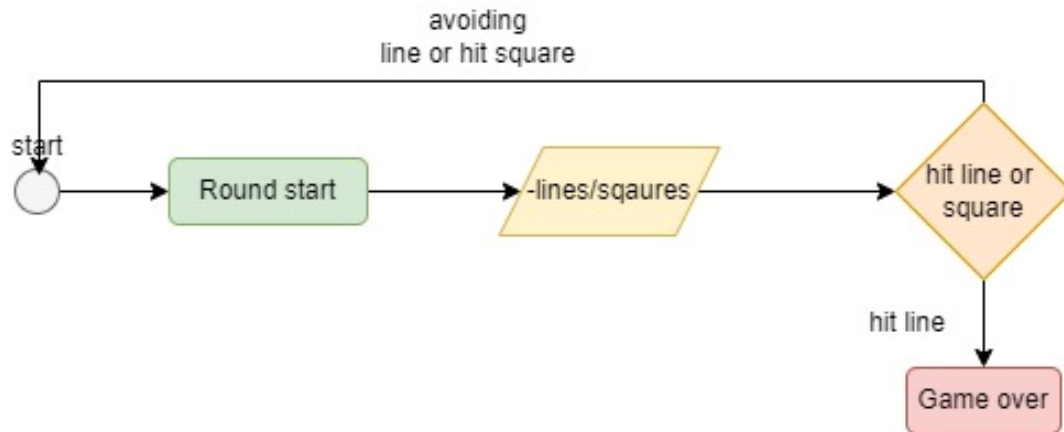 avoiding
line or hit square
start
Round start
-lines/sqaures
hit line or
square
hit line
Game over